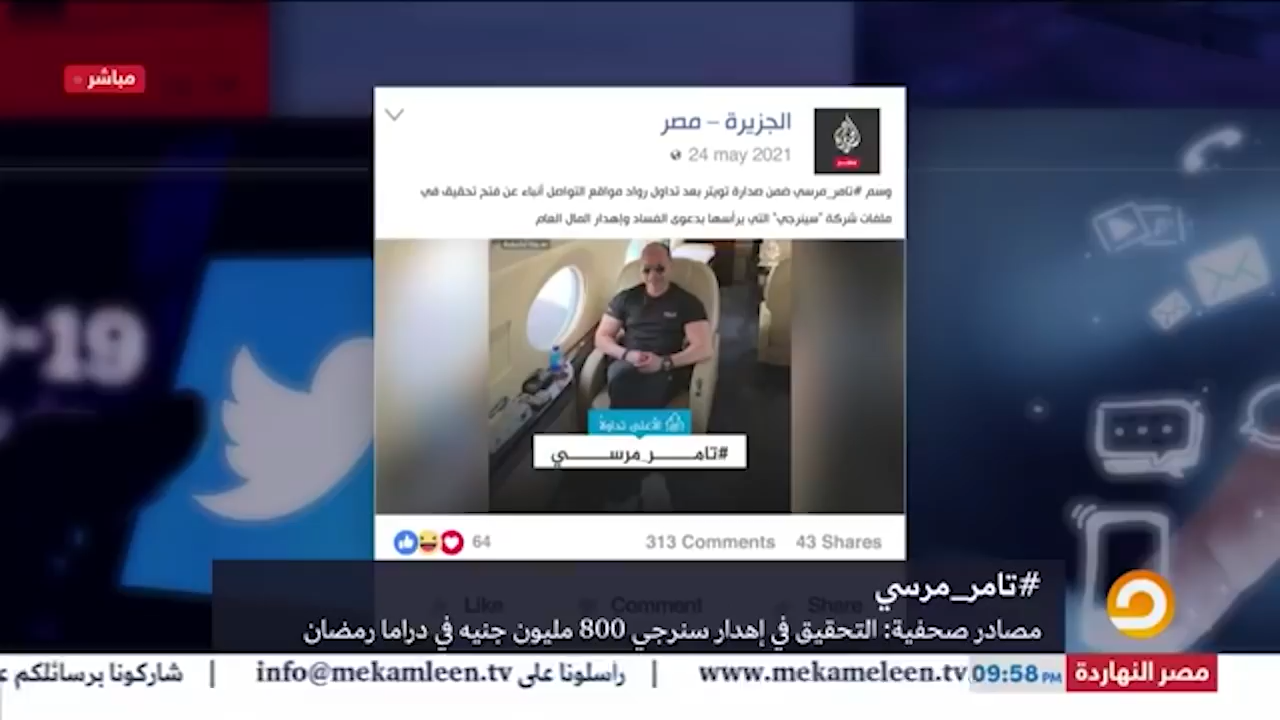 مباشر
الجزيرة – مصر
24 may 2021
وسم #تامر_مرسي ضمن صدارة تويتر بعد تداول رواد مواقع التواصل أنباء عن فتح تحقيق في
ملفات شركة "سينرجي" التي يرأسها بدعوى الفساد وإهدار المال العام
الأعلى تداولاً
#تامـــــر_مرســـــي
64
313 Comments
43 Shares
Like
Comment
Share
#تامر_مرسي
مصادر صحفية: التحقيق في إهدار سنرجي 800 مليون جنيه في دراما رمضان
-19
مصر النهاردة
09:58 PM
www.mekameleen.tv | راسلونا على info@mekamleen.tv | شاركونا برسائلكم